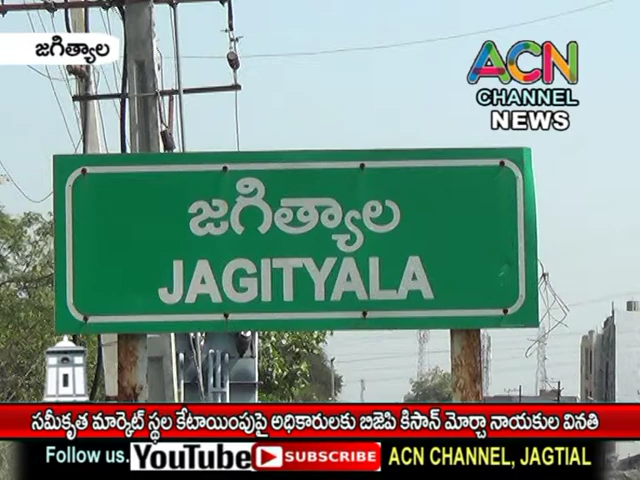 జగిత్యాల
ACN
CHANNEL
NEWS
జగిత్యాల
JAGITYALA
సమీకృత మార్కెట్ స్థల కేటాయింపుపై అధికారులకు బిజెపి కిసాన్ మోర్చా నాయకుల వినతి
Follow us. YouTube SUBSCRIBE ACN CHANNEL, JAGTIAL